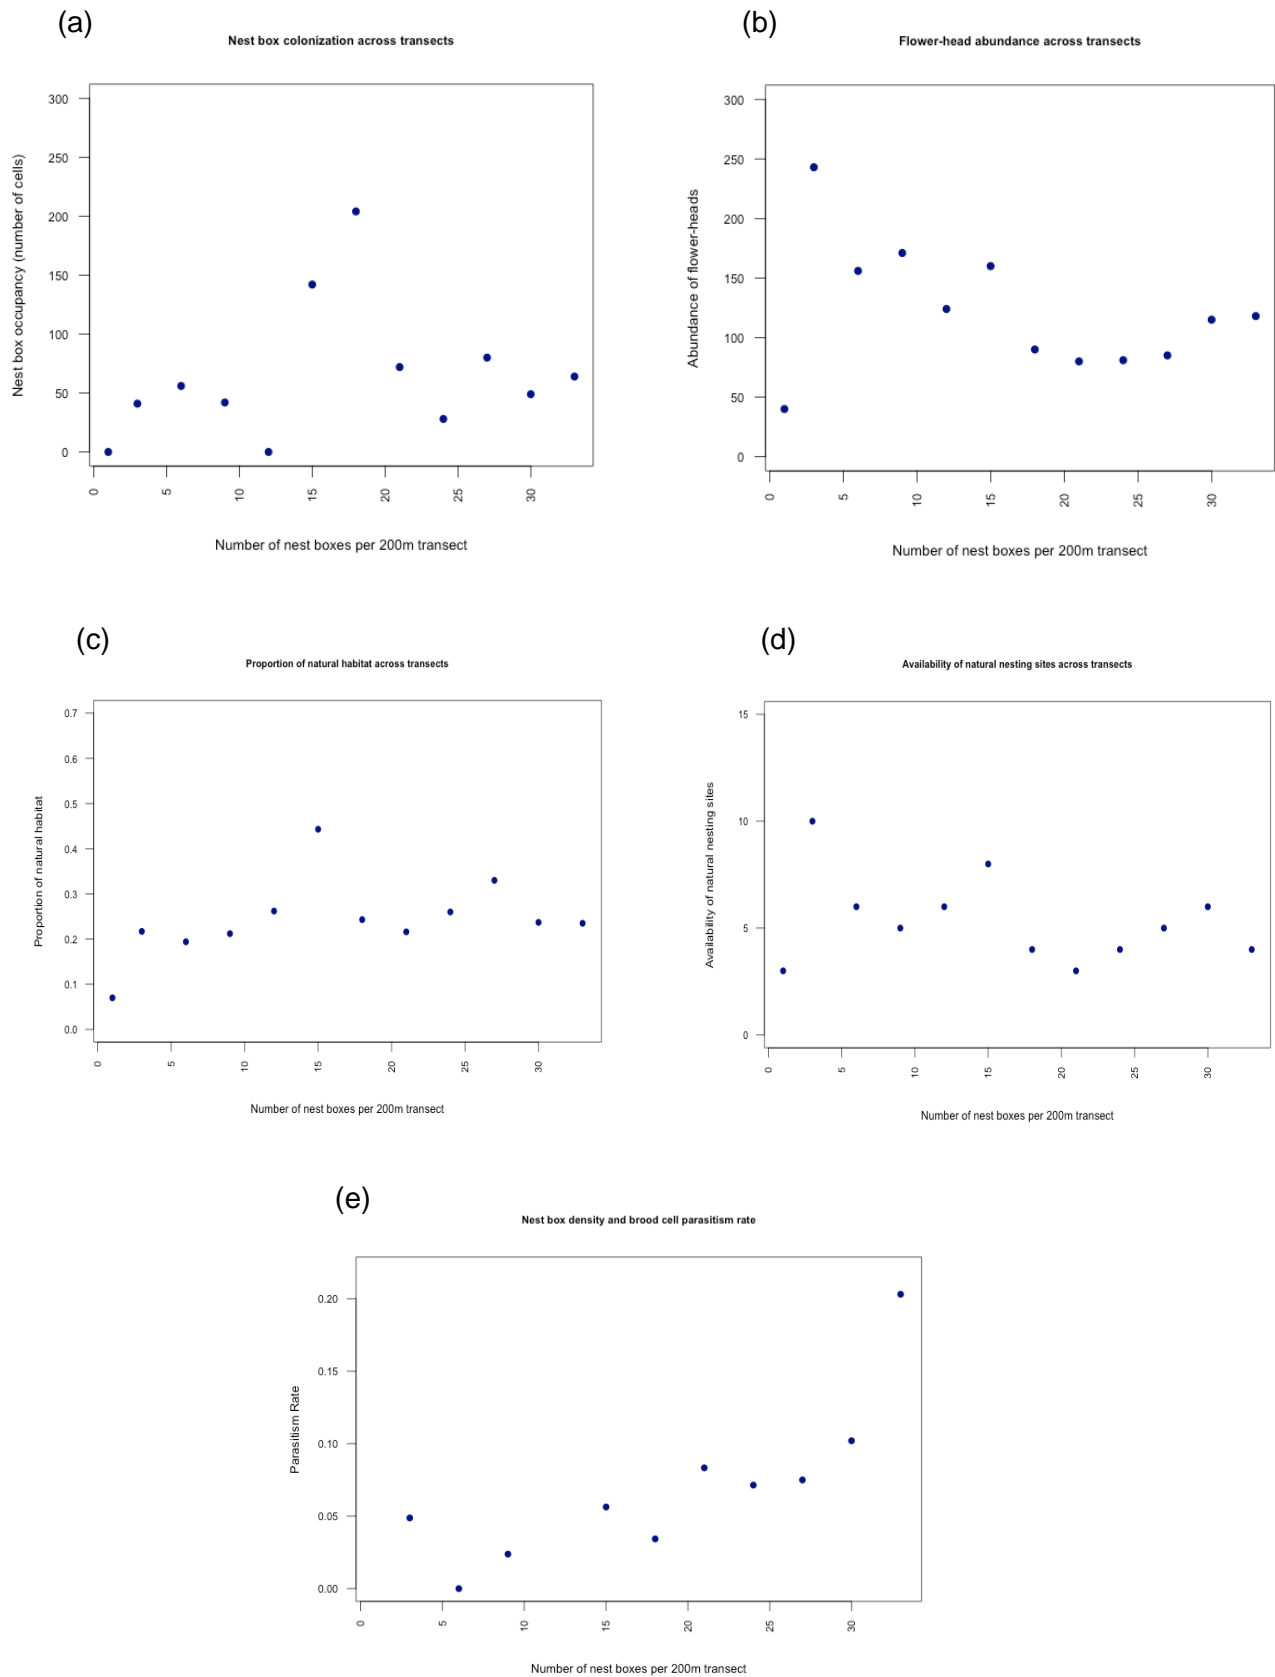 (a)
Nest box colonization across transects
Nest box occupancy (number of cells)
300
250
200
150
100
50
0
0 5 10 15 20 25 30
Number of nest boxes per 200m transect
(b)
Flower-head abundance across transects
Abundance of flower-heads
300
250
200
150
100
50
0
0 5 10 15 20 25 30
Number of nest boxes per 200m transect
(c)
Proportion of natural habitat across transects
Proportion of natural habitat
0.7
0.6
0.5
0.4
0.3
0.2
0.1
0.0
0 5 10 15 20 25 30
Number of nest boxes per 200m transect
(d)
Availability of natural nesting sites across transects
Availability of natural nesting sites
15
10
5
0
0 5 10 15 20 25 30
Number of nest boxes per 200m transect
(e)
Nest box density and brood cell parasitism rate
Parasitism Rate
0.20
0.15
0.10
0.05
0.00
0 5 10 15 20 25 30
Number of nest boxes per 200m transect